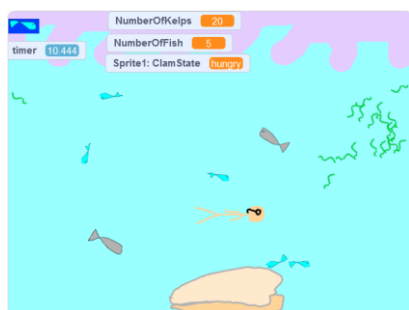 NumberOfKelps 20
timer 10.444
NumberOfFish 5
Sprite1: ClamState hungry